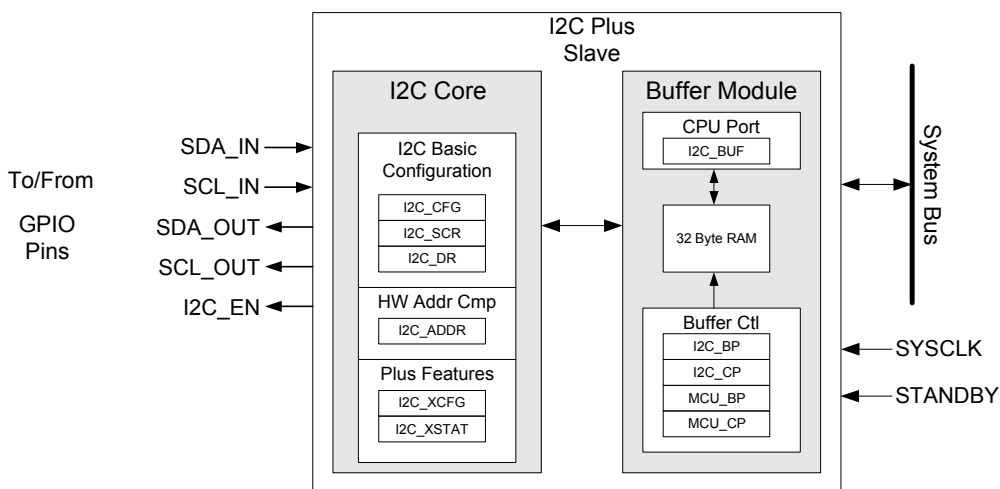 I2C Plus
Slave
I2C Core
I2C Basic
Configuration
I2C_CFG
I2C_SCR
I2C_DR
HW Addr Cmp
I2C_ADDR
Plus Features
I2C_XCFG
I2C_XSTAT
Buffer Module
CPU Port
I2C_BUF
32 Byte RAM
Buffer Ctl
I2C_BP
I2C_CP
MCU_BP
MCU_CP
To/From
GPIO
Pins
SDA_IN
SCL_IN
SDA_OUT
SCL_OUT
I2C_EN
System Bus
SYSCLK
STANDBY